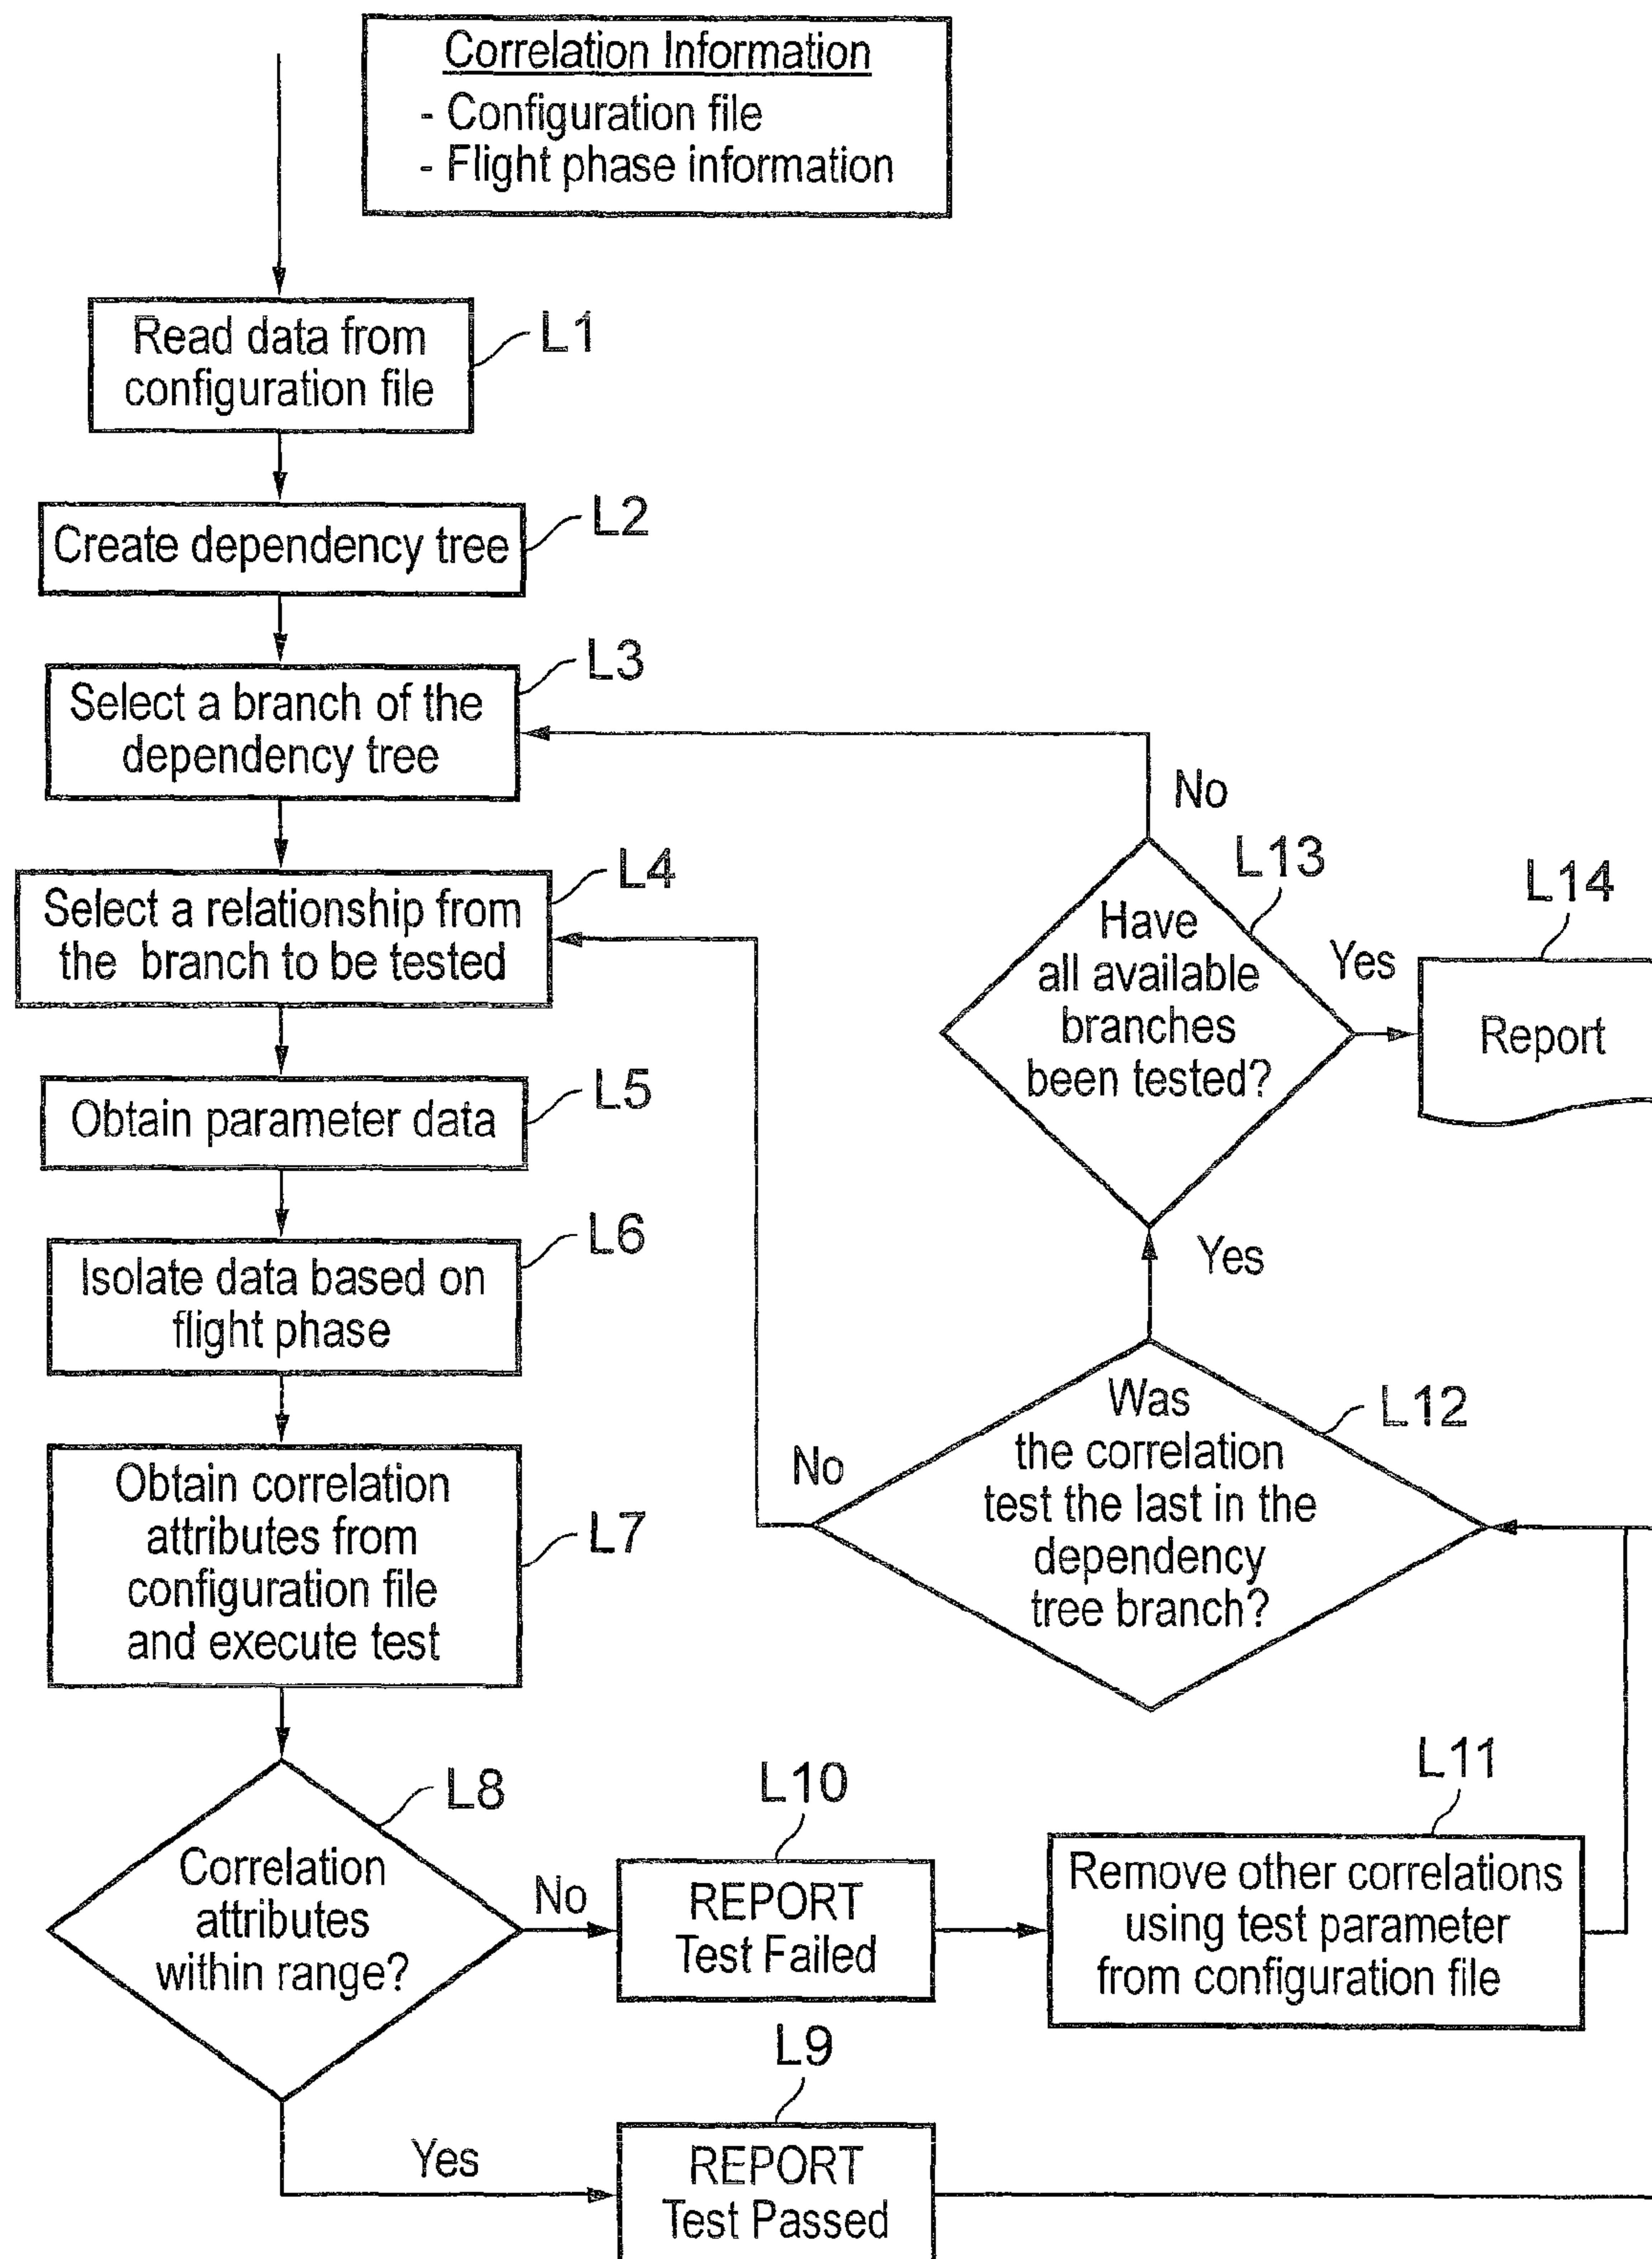 Correlation Information
- Configuration file
- Flight phase information
Read data from
configuration file
L1
Create dependency tree
L2
Select a branch of the
dependency tree
L3
Select a relationship from
the branch to be tested
L4
Obtain parameter data
L5
Isolate data based on
flight phase
L6
Obtain correlation
attributes from
configuration file
and execute test
L7
Correlation
attributes
within range?
L8
No
Yes
REPORT
Test Passed
L9
REPORT
Test Failed
L10
Remove other correlations
using test parameter
from configuration file
L11
Was
the correlation
test the last in the
dependency
tree branch?
L12
No
Yes
Have
all available
branches
been tested?
L13
No
Yes
Report
L14